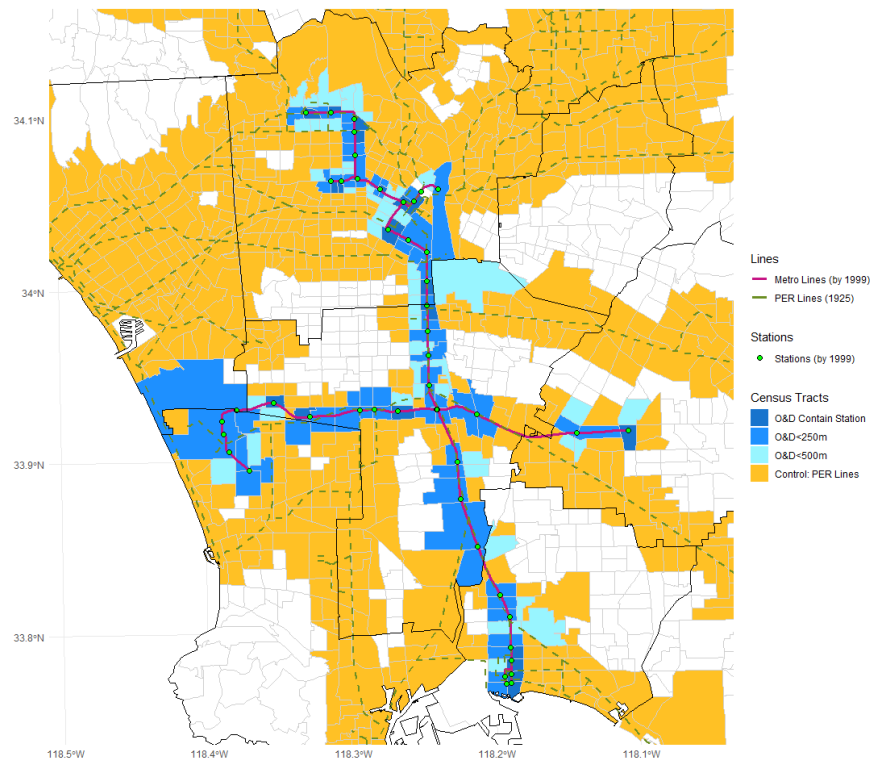 34.1°N
34°N
33.9°N
33.8°N
118.5°W
118.4°W
118.3°W
118.2°W
118.1°W
Lines
Metro Lines (by 1999)
PER Lines (1925)
Stations
Stations (by 1999)
Census Tracts
O&D Contain Station
O&D<250m
O&D<500m
Control: PER Lines